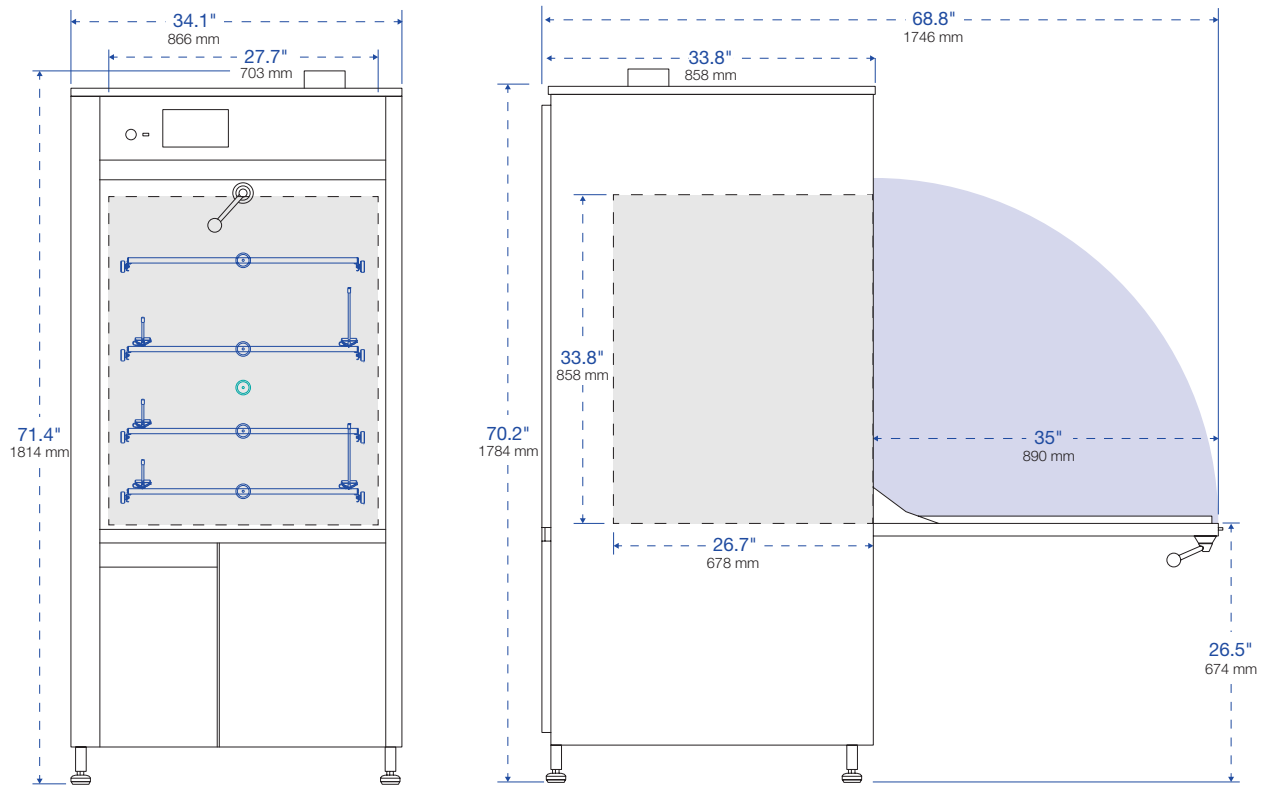 34.1"
866 mm
27.7"
703 mm
71.4"
1814 mm
68.8"
1746 mm
33.8"
858 mm
33.8"
858 mm
70.2"
1784 mm
35"
890 mm
26.7"
678 mm
26.5"
674 mm